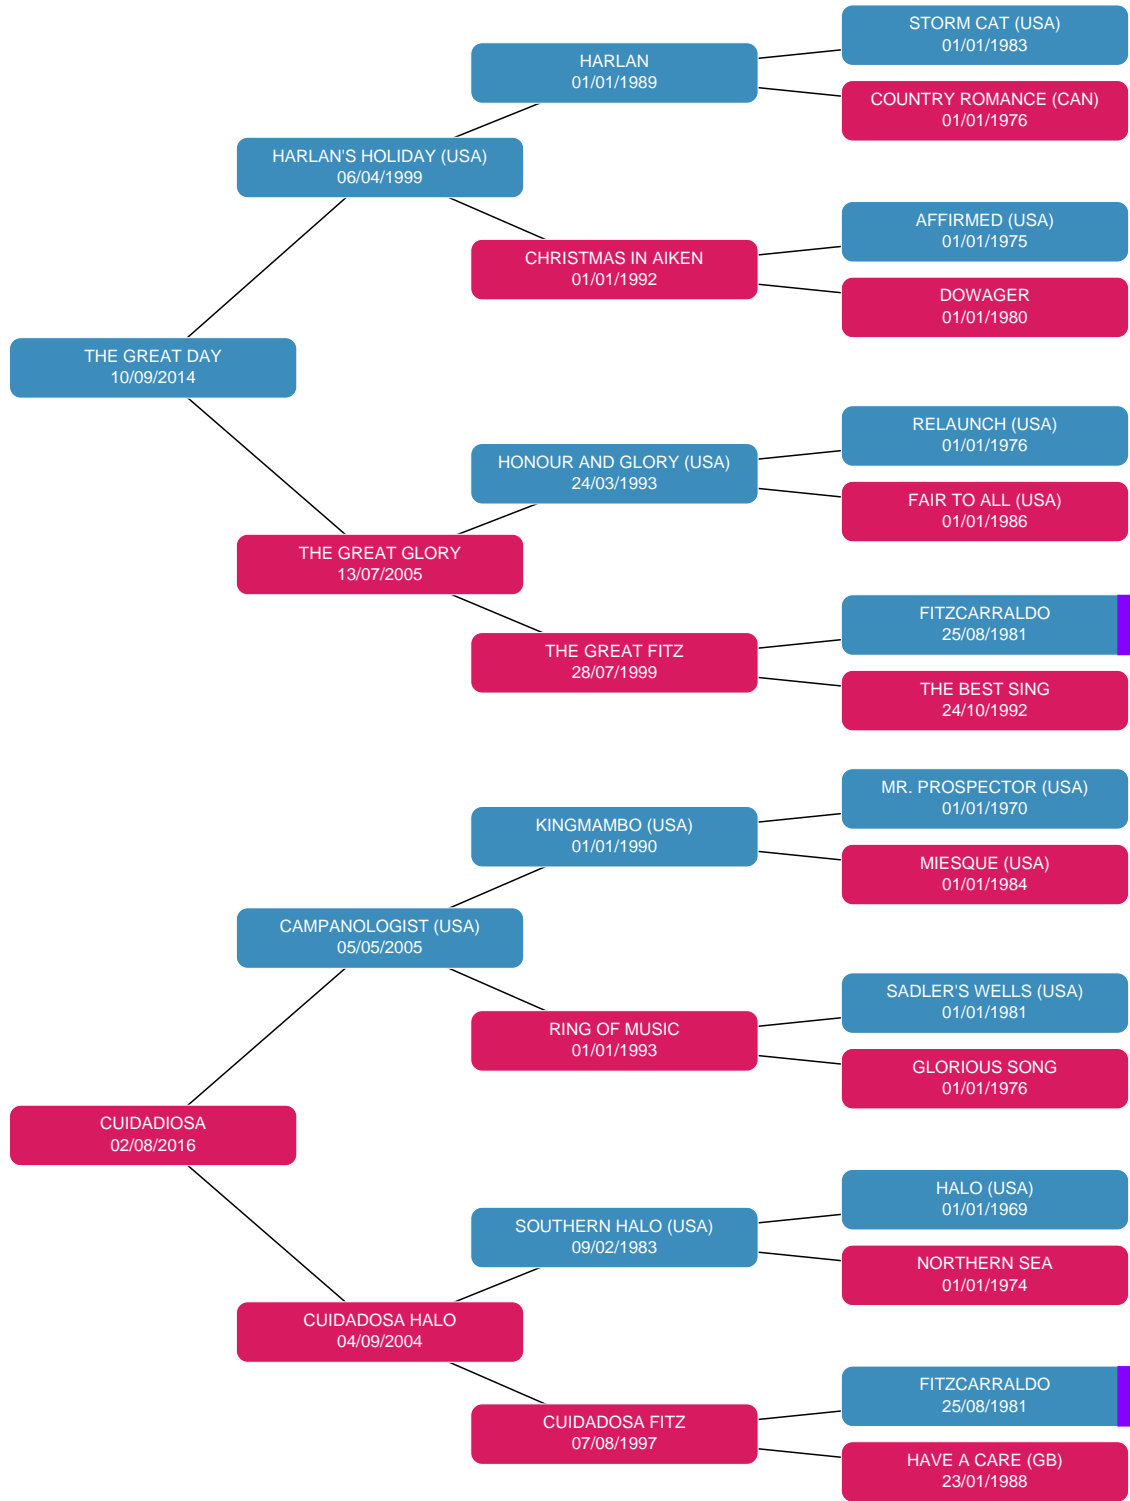 STORM CAT (USA)
01/01/1983
HARLAN
01/01/1989
COUNTRY ROMANCE (CAN)
01/01/1976
HARLAN'S HOLIDAY (USA)
06/04/1999
AFFIRMED (USA)
01/01/1975
CHRISTMAS IN AIKEN
01/01/1992
DOWAGER
01/01/1980
THE GREAT DAY
10/09/2014
RELAUNCH (USA)
01/01/1976
HONOUR AND GLORY (USA)
24/03/1993
FAIR TO ALL (USA)
01/01/1986
THE GREAT GLORY
13/07/2005
FITZCARRALDO
25/08/1981
THE GREAT FITZ
28/07/1999
THE BEST SING
24/10/1992
MR. PROSPECTOR (USA)
01/01/1970
KINGMAMBO (USA)
01/01/1990
MIESQUE (USA)
01/01/1984
CAMPANOLOGIST (USA)
05/05/2005
SADLER'S WELLS (USA)
01/01/1981
RING OF MUSIC
01/01/1993
GLORIOUS SONG
01/01/1976
CUIDADIOSA
02/08/2016
HALO (USA)
01/01/1969
SOUTHERN HALO (USA)
09/02/1983
NORTHERN SEA
01/01/1974
CUIDADOSA HALO
04/09/2004
FITZCARRALDO
25/08/1981
CUIDADOSA FITZ
07/08/1997
HAVE A CARE (GB)
23/01/1988